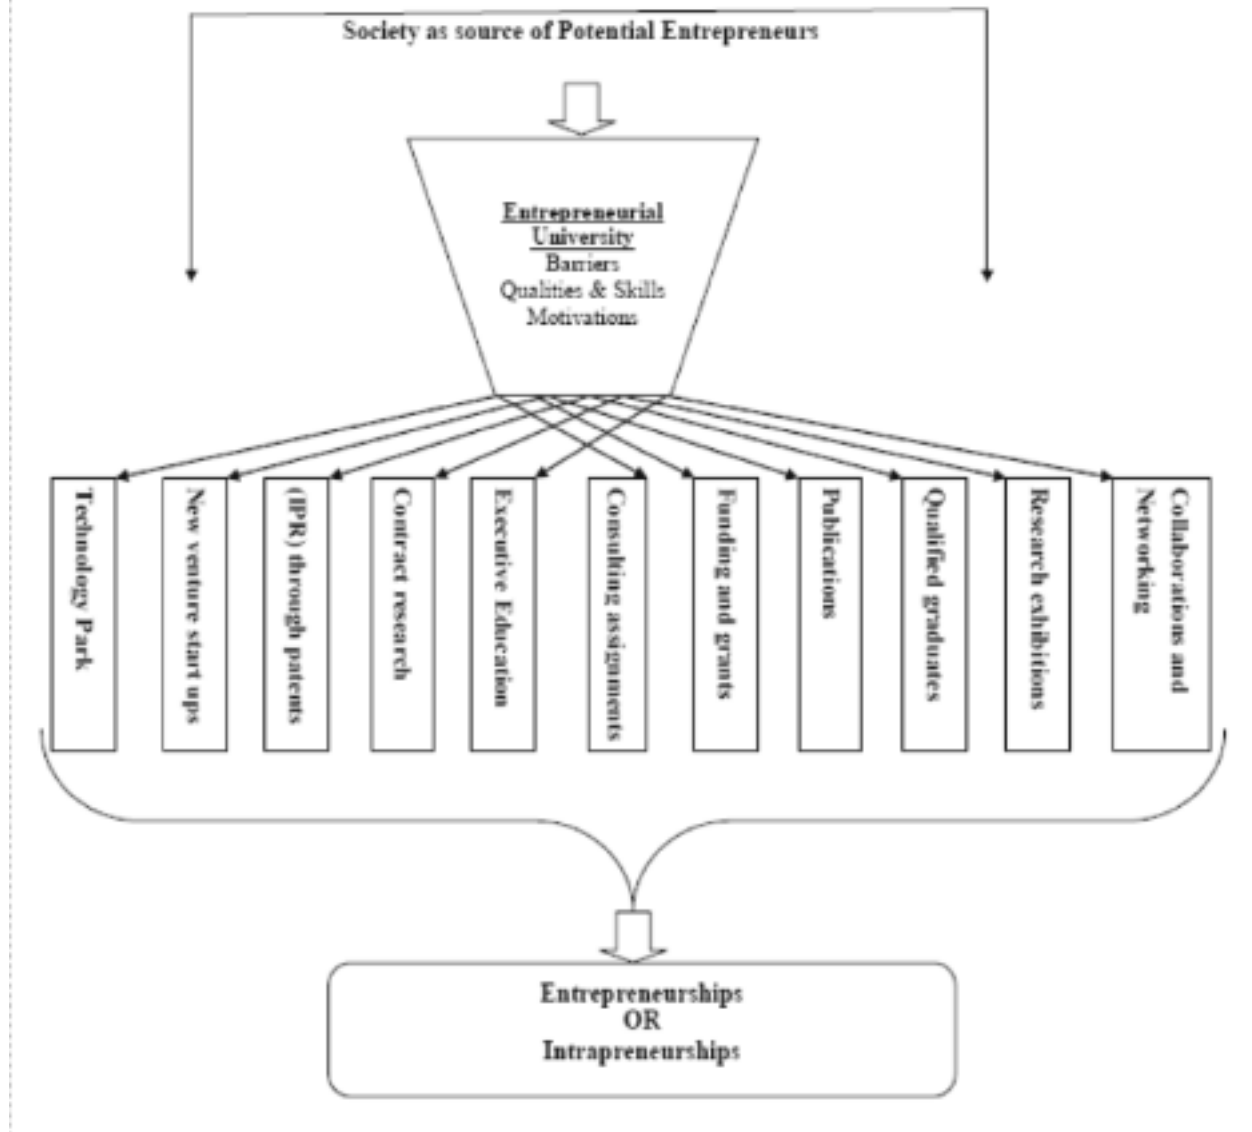 Society as source of Potential Entrepreneurs
Entrepreneurial
University
Barriers
Qualities & Skills
Motivations
Technology Park
New venture start ups
(IPR) through patents
Contract research
Executive Education
Consulting assignments
Funding and grants
Publications
Qualified graduates
Research exhibitions
Collaborations and
Networking
Entrepreneurships
OR
Intrapreneurships